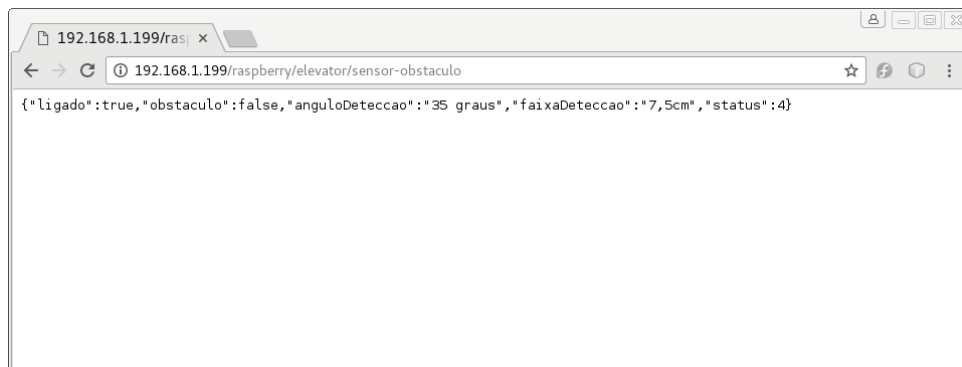 192.168.1.199/ras
192.168.1.199/raspberry/elevator/sensor-obstaculo
{"ligado":true,"obstaculo":false,"anguloDeteccao":"35 graus","faixaDeteccao":"7,5cm","status":4}